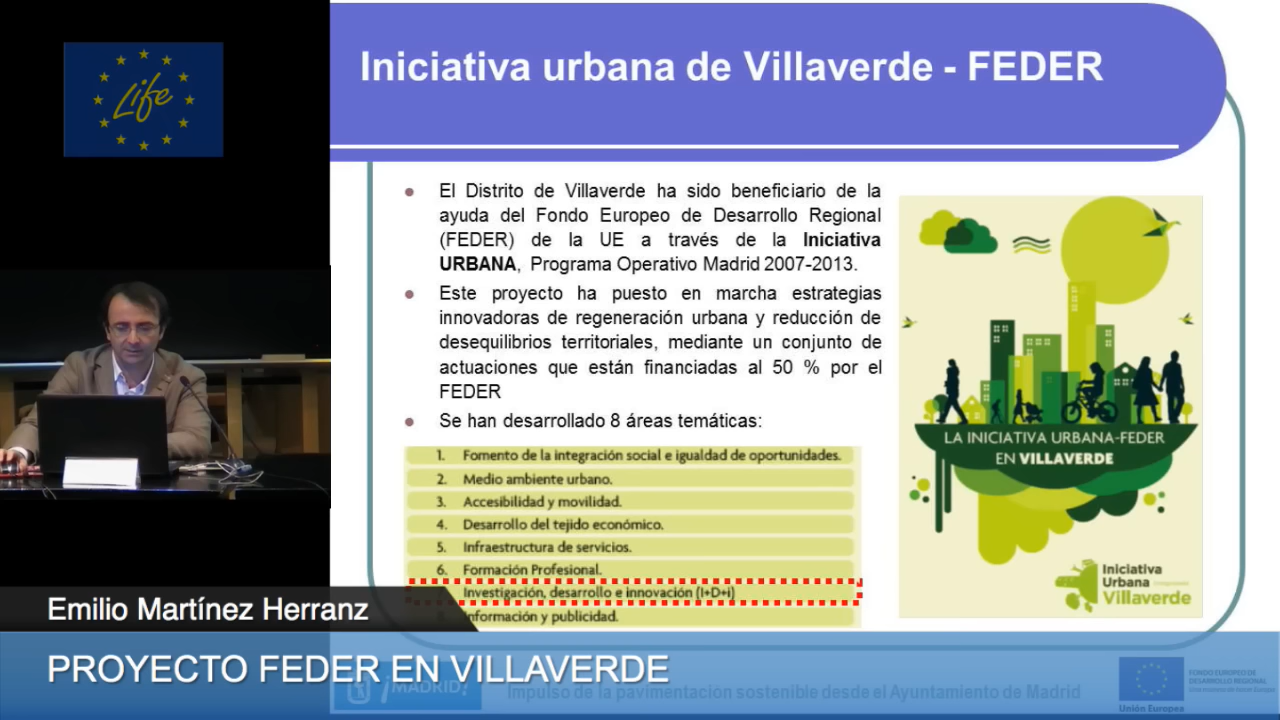 Life
Iniciativa urbana de Villaverde - FEDER
El Distrito de Villaverde ha sido beneficiario de la
ayuda del Fondo Europeo de Desarrollo Regional
(FEDER) de la UE a través de la Iniciativa
URBANA, Programa Operativo Madrid 2007-2013.
Este proyecto ha puesto en marcha estrategias
innovadoras de regeneración urbana y reducción de
desequilibrios territoriales, mediante un conjunto de
actuaciones que están financiadas al 50 % por el
FEDER
Se han desarrollado 8 áreas temáticas:
1. Fomento de la integración social e igualdad de oportunidades.
2. Medio ambiente urbano.
3. Accesibilidad y movilidad.
4. Desarrollo del tejido económico.
5. Infraestructura de servicios.
6. Formación Profesional.
Investigación, desarrollo e innovación (I+D+i)
Información y publicidad.
LA INICIATIVA URBANA-FEDER
EN VILLAVERDE
Iniciativa
Urbana
Villaverde
Emilio Martínez Herranz
PROYECTO FEDER EN VILLAVERDE
¡MADRID!
Impulso de la pavimentación sostenible desde el Ayuntamiento de Madrid
Unión Europea
FONDO EUROPEO DE
DESARROLLO REGIONAL